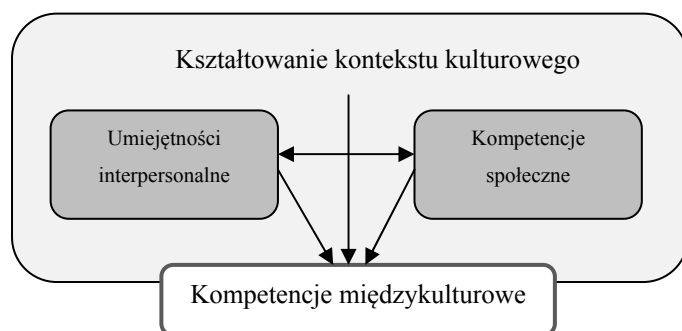 Kształtowanie kontekstu kulturowego
Umiejętności
interpersonalne
Kompetencje
społeczne
Kompetencje międzykulturowe